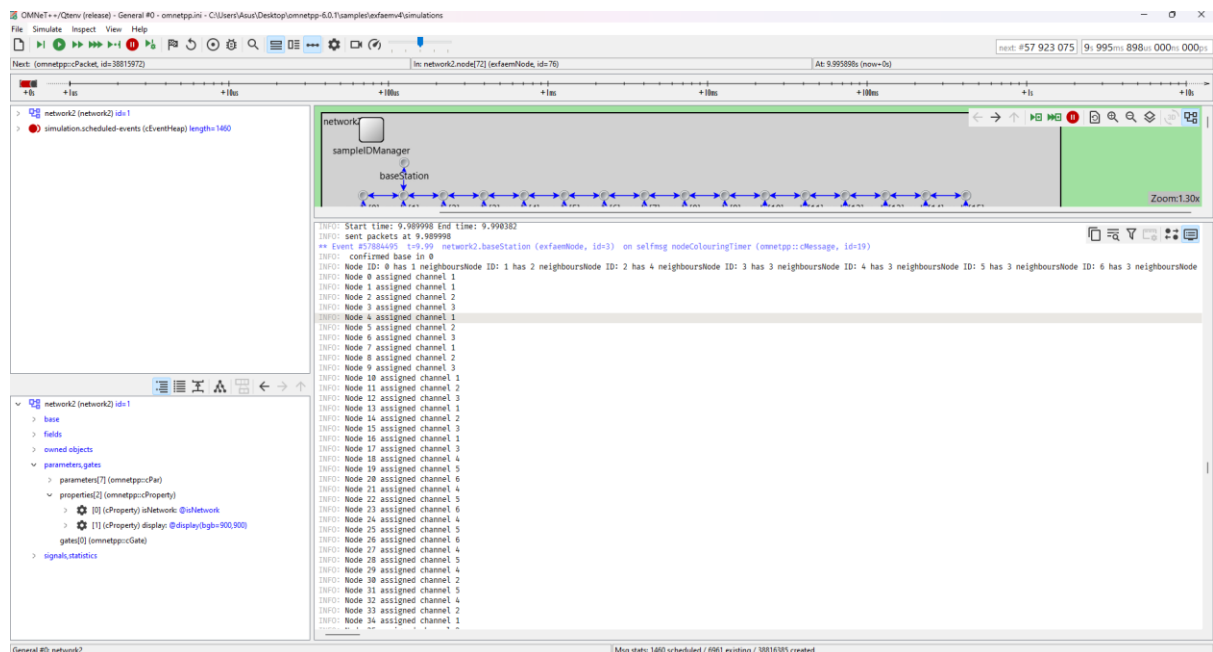 OMNeT++/Qtenv (release) - General #0 - omnetpp.ini - C:\Users\Asus\Desktop\omnetpp-6.0.1\samples\exfaemv4\simulations
File Simulate Inspect View Help
next: #57 923 075 9s 995ms 898us 000ns 000ps
Next: (omnetpp::cPacket, id=38815972) In: network2.node[72] (exfaemNode, id=76) At: 9.995898s (now+0s)
+0s +1us +10us +100us +1ms +10ms +100ms +1s +10s
network2 (network2) id=1
simulation.scheduled-events (cEventHeap) length=1460
network2
sampleIDManager
baseStation
Zoom:1.30x
INFO: Start time: 9.989998 End time: 9.990382
INFO: sent packets at 9.989998
** Event #57884495 t=9.99 network2.baseStation (exfaemNode, id=3) on selfmsg nodeColouringTimer (omnetpp::cMessage, id=19)
INFO: confirmed base in 0
INFO: Node ID: 0 has 1 neighboursNode ID: 1 has 2 neighboursNode ID: 2 has 4 neighboursNode ID: 3 has 3 neighboursNode ID: 4 has 3 neighboursNode ID: 5 has 3 neighboursNode ID: 6 has 3 neighboursNode
INFO: Node 0 assigned channel 1
INFO: Node 1 assigned channel 1
INFO: Node 2 assigned channel 2
INFO: Node 3 assigned channel 3
INFO: Node 4 assigned channel 1
INFO: Node 5 assigned channel 2
INFO: Node 6 assigned channel 3
INFO: Node 7 assigned channel 1
INFO: Node 8 assigned channel 2
INFO: Node 9 assigned channel 3
INFO: Node 10 assigned channel 1
INFO: Node 11 assigned channel 2
INFO: Node 12 assigned channel 3
INFO: Node 13 assigned channel 1
INFO: Node 14 assigned channel 2
INFO: Node 15 assigned channel 3
INFO: Node 16 assigned channel 1
INFO: Node 17 assigned channel 3
INFO: Node 18 assigned channel 4
INFO: Node 19 assigned channel 5
INFO: Node 20 assigned channel 6
INFO: Node 21 assigned channel 4
INFO: Node 22 assigned channel 5
INFO: Node 23 assigned channel 6
INFO: Node 24 assigned channel 4
INFO: Node 25 assigned channel 5
INFO: Node 26 assigned channel 6
INFO: Node 27 assigned channel 4
INFO: Node 28 assigned channel 5
INFO: Node 29 assigned channel 4
INFO: Node 30 assigned channel 2
INFO: Node 31 assigned channel 5
INFO: Node 32 assigned channel 4
INFO: Node 33 assigned channel 2
INFO: Node 34 assigned channel 1
network2 (network2) id=1
base
fields
owned objects
parameters,gates
parameters[7] (omnetpp::cPar)
properties[2] (omnetpp::cProperty)
[0] (cProperty) isNetwork: @isNetwork
[1] (cProperty) display: @display(bgb=900,900)
gates[0] (omnetpp::cGate)
signals,statistics
General #0: network2 Msg stats: 1460 scheduled / 6961 existing / 38816385 created